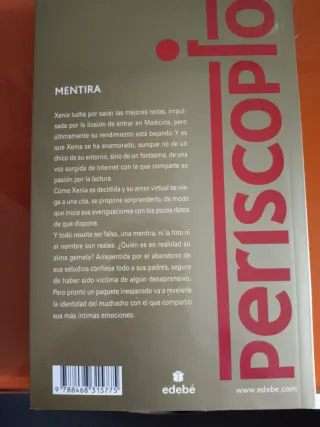 MENTIRA
Xenia lucha por sacar las mejores notas, impul-
sada por la ilusión de entrar en Medicina, pero
últimamente su rendimiento está bajando. Y es
que Xenia se ha enamorado, aunque no de un
chico de su entorno, sino de un fantasma, de una
voz surgida de Internet con la que comparte su
pasión por la lectura.
Como Xenia es decidida y su amor virtual se nie-
ga a una cita, se propone sorprenderlo, de modo
que inicia sus averiguaciones con los pocos datos
de que dispone.
Y todo resulta ser falso, una mentira, ni la foto ni
el nombre son reales. ¿Quién es en realidad su
alma gemela? Arrepentida por el abandono de
sus estudios confiesa todo a sus padres, segura
de haber sido víctima de algún desaprensivo.
Pero pronto un paquete inesperado va a revelarle
la identidad del muchacho con el que compartió
sus más íntimas emociones.
periscopio
9 788468 315775
edebé
www.edebe.com